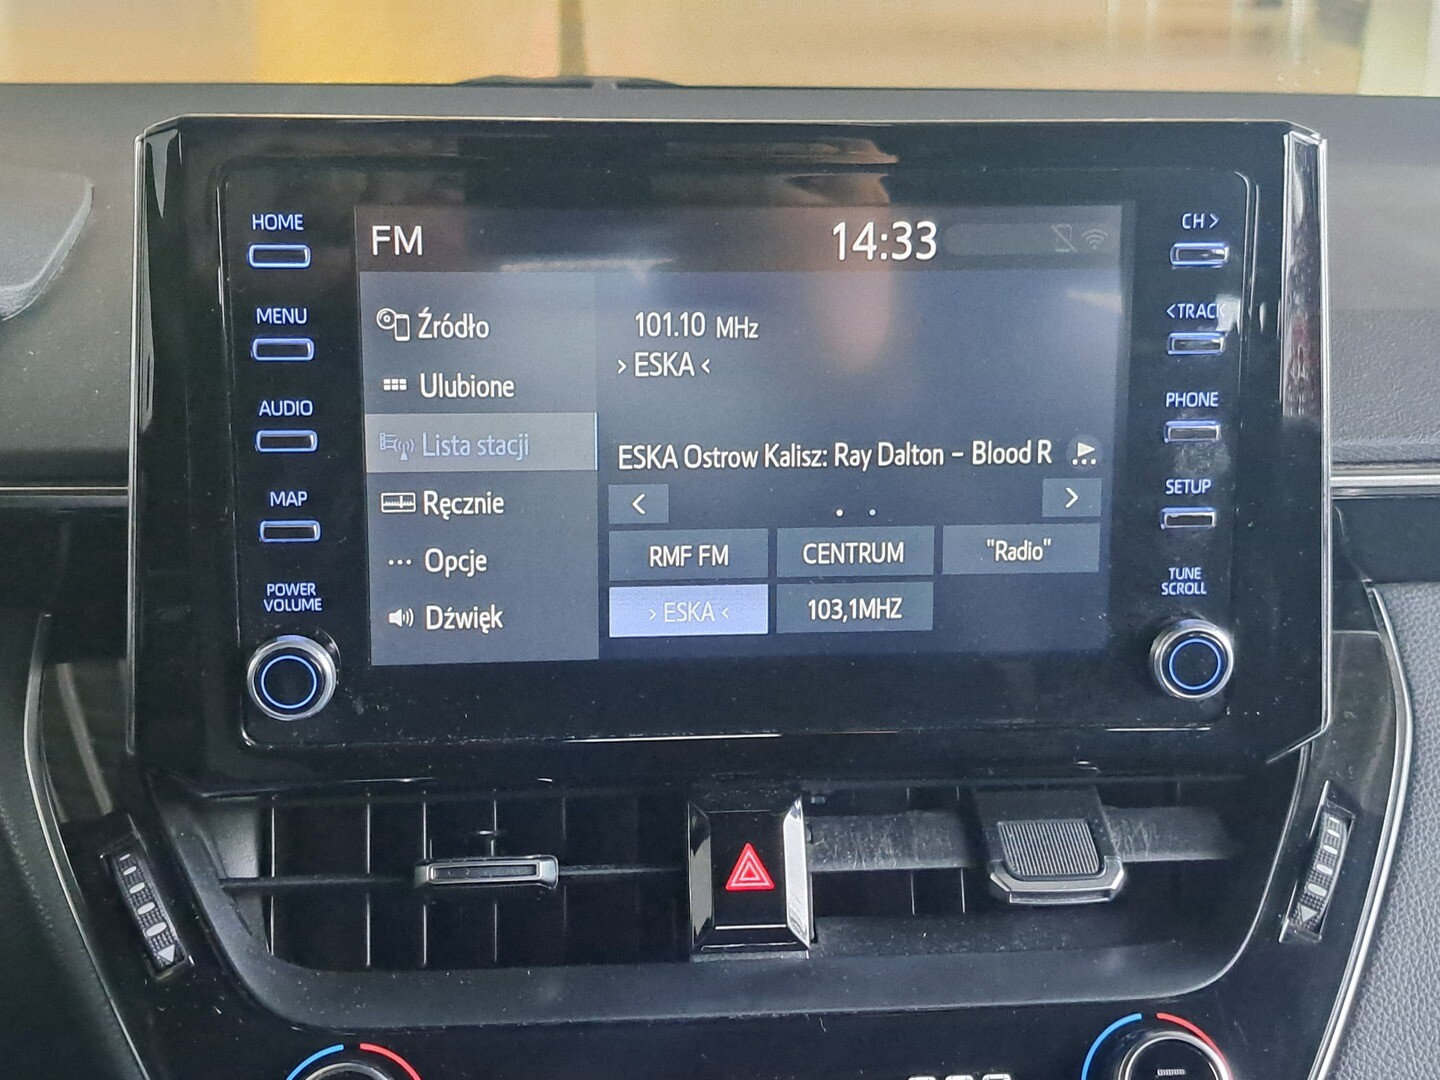 HOME
MENU
AUDIO
MAP
POWER
VOLUME
FM
14:33
Źródło
Ulubione
Lista stacji
Ręcznie
Opcje
Dźwięk
101.10 MHz
> ESKA <
ESKA Ostrow Kalisz: Ray Dalton – Blood R
<
>
RMF FM
CENTRUM
"Radio"
> ESKA <
103,1MHZ
CH >
< TRACK
PHONE
SETUP
TUNE
SCROLL